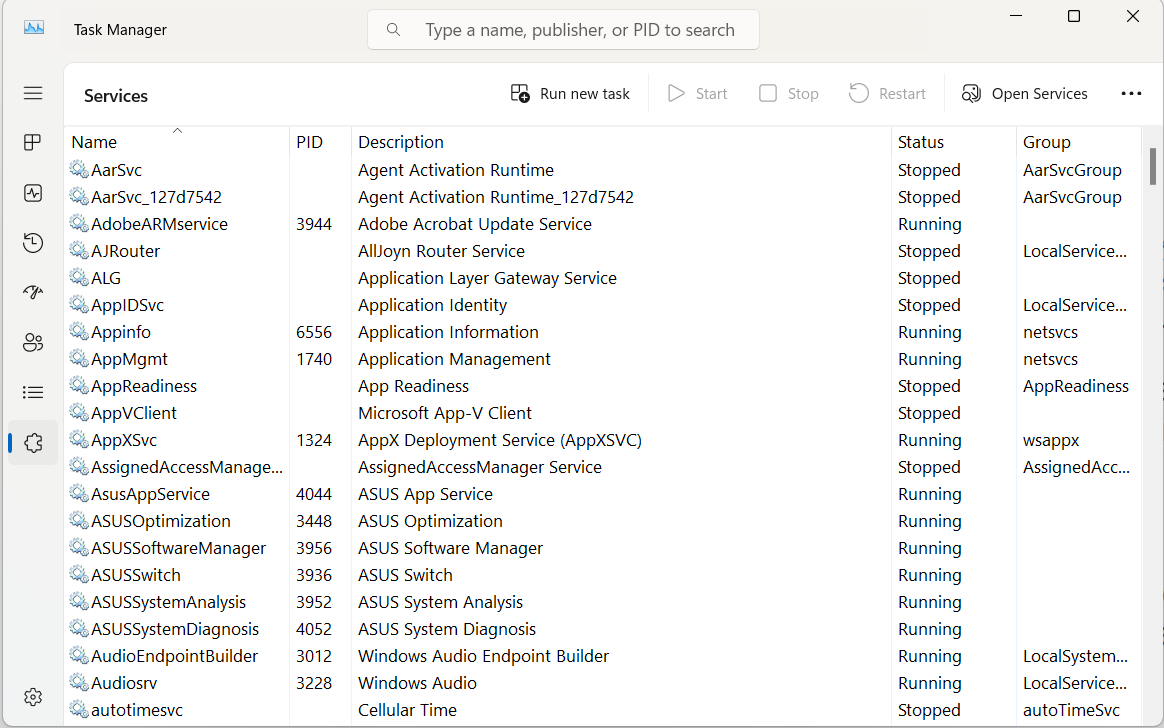 Task Manager
Type a name, publisher, or PID to search
Services
Run new task
Start
Stop
Restart
Open Services
Name PID Description Status Group
AarSvc Agent Activation Runtime Stopped AarSvcGroup
AarSvc_127d7542 Agent Activation Runtime_127d7542 Stopped AarSvcGroup
AdobeARMservice 3944 Adobe Acrobat Update Service Running
AJRouter AllJoyn Router Service Stopped LocalService...
ALG Application Layer Gateway Service Stopped
AppIDSvc Application Identity Stopped LocalService...
Appinfo 6556 Application Information Running netsvcs
AppMgmt 1740 Application Management Running netsvcs
AppReadiness App Readiness Stopped AppReadiness
AppVClient Microsoft App-V Client Stopped
AppXSvc 1324 AppX Deployment Service (AppXSVC) Running wsappx
AssignedAccessManage... AssignedAccessManager Service Stopped AssignedAcc...
AsusAppService 4044 ASUS App Service Running
ASUSOptimization 3448 ASUS Optimization Running
ASUSSoftwareManager 3956 ASUS Software Manager Running
ASUSSwitch 3936 ASUS Switch Running
ASUSSystemAnalysis 3952 ASUS System Analysis Running
ASUSSystemDiagnosis 4052 ASUS System Diagnosis Running
AudioEndpointBuilder 3012 Windows Audio Endpoint Builder Running LocalSystem...
Audiosrv 3228 Windows Audio Running LocalService...
autotimesvc Cellular Time Stopped autoTimeSvc